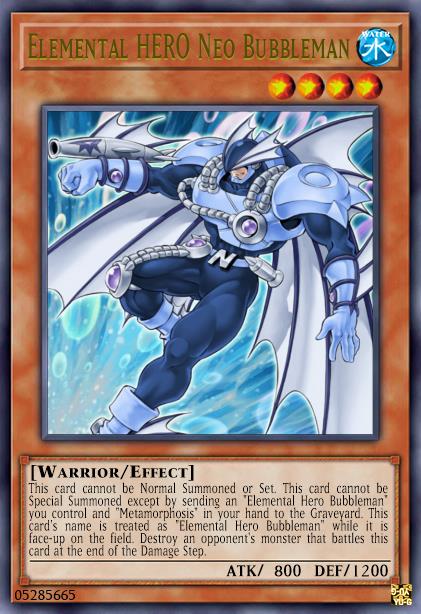 Elemental HERO Neo Bubbleman
WATER
水
N
[Warrior/Effect]
This card cannot be Normal Summoned or Set. This card cannot be
Special Summoned except by sending an "Elemental Hero Bubbleman"
you control and "Metamorphosis" in your hand to the Graveyard. This
card's name is treated as "Elemental Hero Bubbleman" while it is
face-up on the field. Destroy an opponent's monster that battles this
card at the end of the Damage Step.
ATK/ 800 DEF/1200
05285665